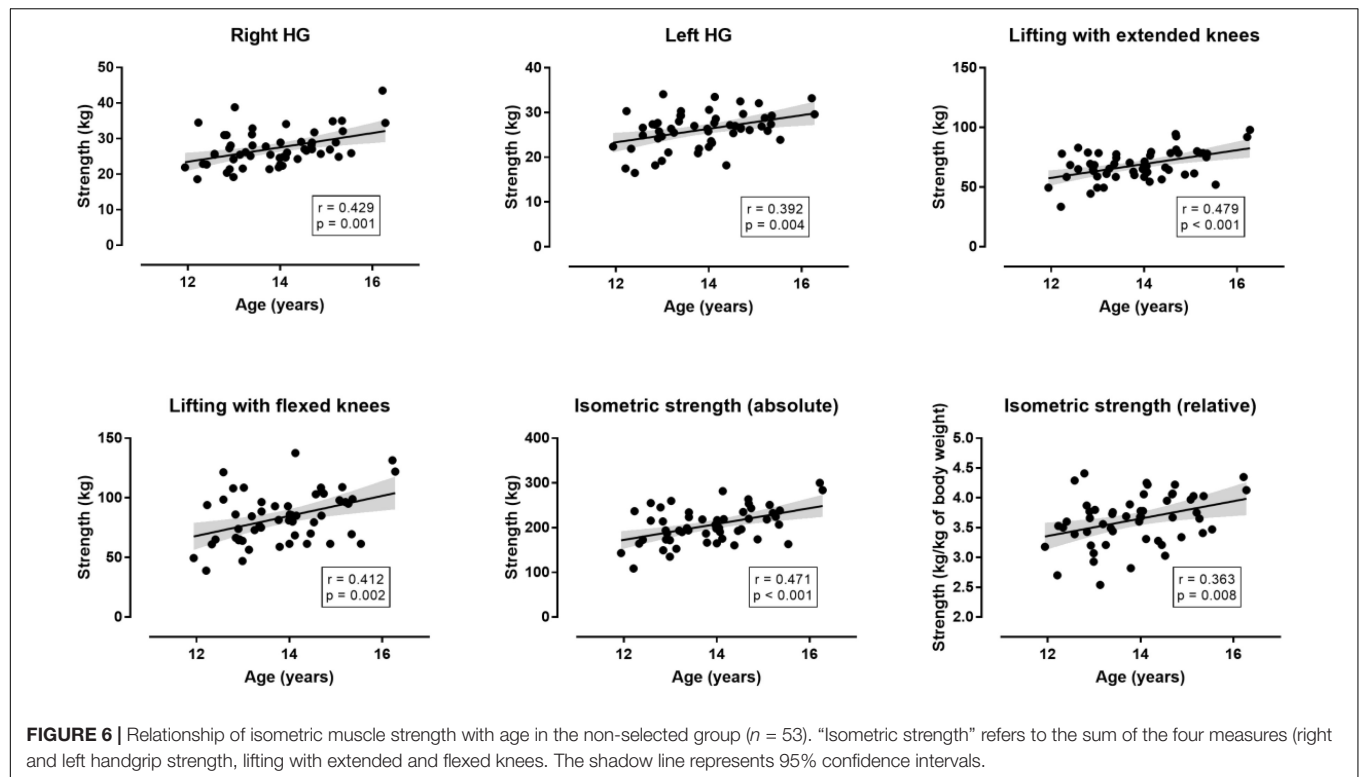 Right HG
Strength (kg)
50
40
30
20
10
0
r = 0.429
p = 0.001
12
14
16
Age (years)
Left HG
Strength (kg)
40
30
20
10
0
r = 0.392
p = 0.004
12
14
16
Age (years)
Lifting with extended knees
Strength (kg)
150
100
50
0
r = 0.479
p < 0.001
12
14
16
Age (years)
Lifting with flexed knees
Strength (kg)
150
100
50
0
r = 0.412
p = 0.002
12
14
16
Age (years)
Isometric strength (absolute)
Strength (kg)
400
300
200
100
0
r = 0.471
p < 0.001
12
14
16
Age (years)
Isometric strength (relative)
Strength (kg/kg of body weight)
5.0
4.5
4.0
3.5
3.0
2.5
2.0
r = 0.363
p = 0.008
12
14
16
Age (years)
FIGURE 6 | Relationship of isometric muscle strength with age in the non-selected group (n = 53). “Isometric strength” refers to the sum of the four measures (right
and left handgrip strength, lifting with extended and flexed knees. The shadow line represents 95% confidence intervals.